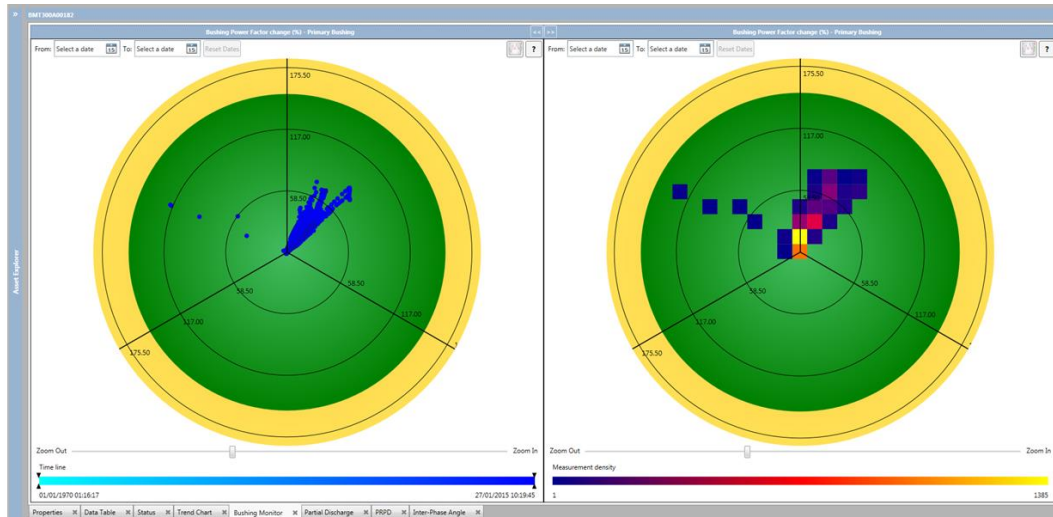 »
BMT300A00182
Bushing Power Factor change (%) - Primary Bushing
<<
>>
Bushing Power Factor change (%) - Primary Bushing
From: Select a date 15 To: Select a date 15 Reset Dates ?
From: Select a date 15 To: Select a date 15 Reset Dates ?
175.50
117.00
58.50
58.50
58.50
117.00
117.00
175.50
175.50
117.00
58.50
58.50
58.50
117.00
117.00
175.50
Asset Explorer
Zoom Out Zoom In
Zoom Out Zoom In
Time line
01/01/1970 01:16:17 27/01/2015 10:19:45
Measurement density
1 1385
Properties Data Table Status Trend Chart Bushing Monitor Partial Discharge PRPD Inter-Phase Angle